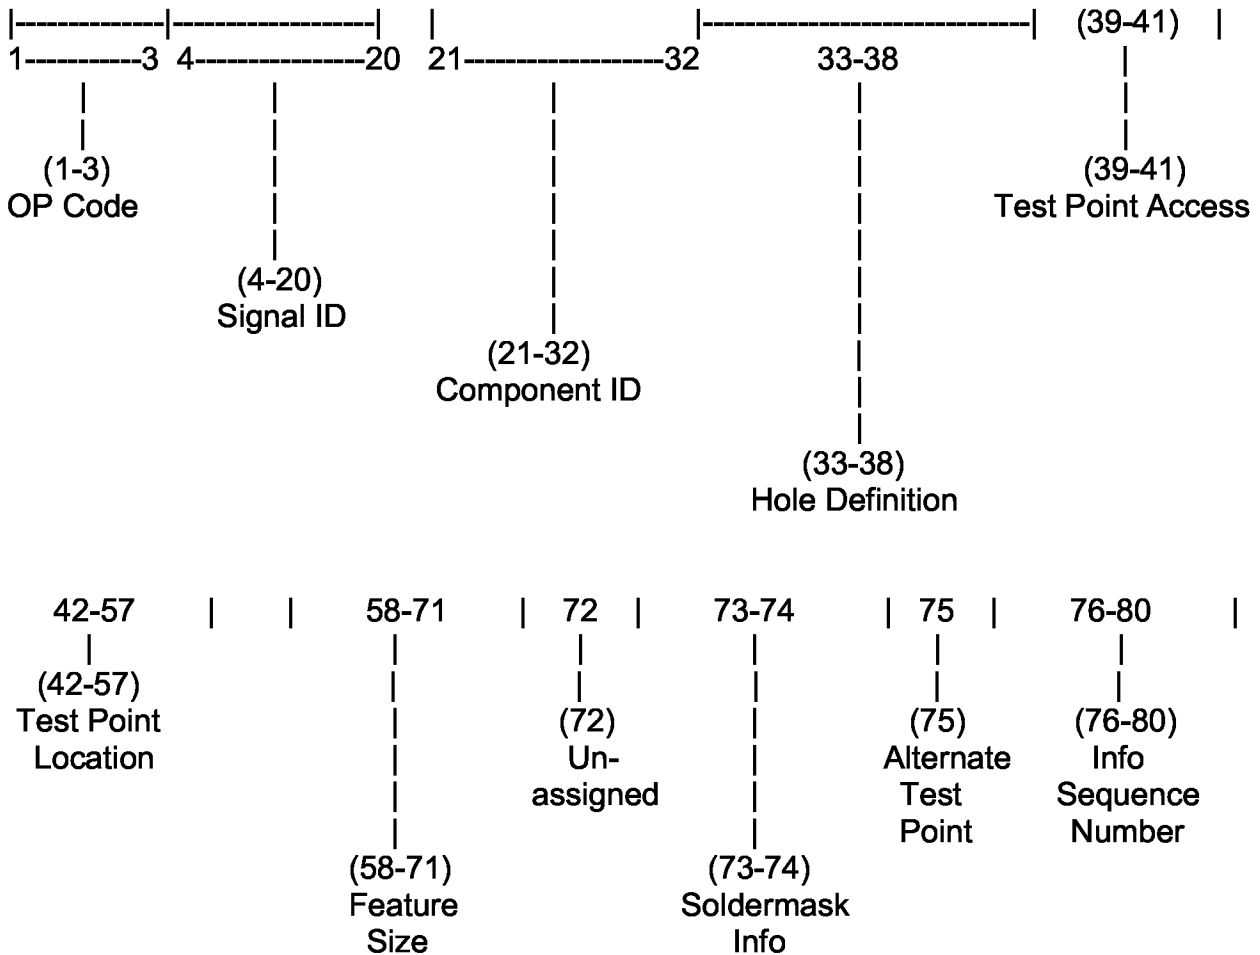 |--------------|--------------------| | |-------------------------------| (39-41) |
1-----------3 4----------------20 21----------------------32 33-38
(1-3) (39-41)
OP Code Test Point Access
(4-20)
Signal ID
(21-32)
Component ID
(33-38)
Hole Definition
42-57 | | 58-71 | 72 | 73-74 | 75 | 76-80 |
(42-57) (72) (75) (76-80)
Test Point Un- Alternate Info
Location assigned Test Sequence
Point Number
(58-71) (73-74)
Feature Soldermask
Size Info